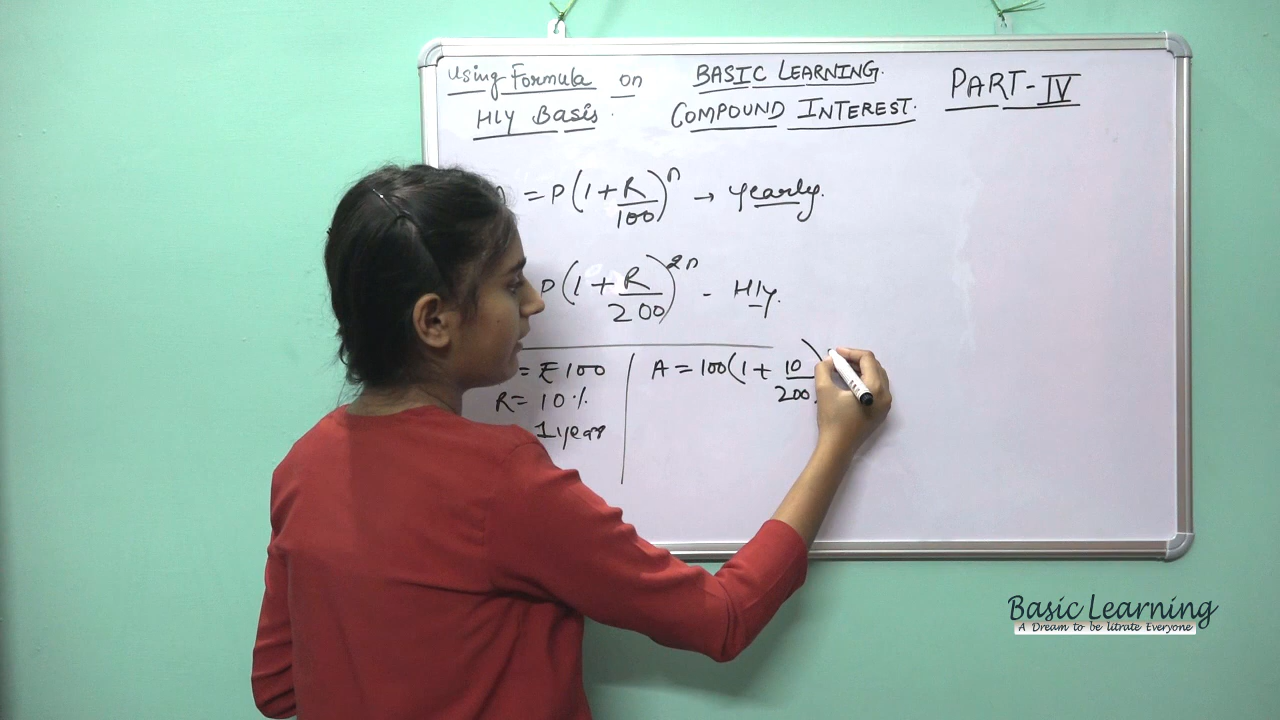 Using Formula on
Hly Basis.
BASIC LEARNING.
COMPOUND INTEREST.
PART-IV
= P(1+R/100)^n → yearly.
P(1+R/200)^2n - Hly.
= ₹100
R = 10%
1 year
A = 100(1+10/200)
Basic Learning
A Dream to be litrate Everyone